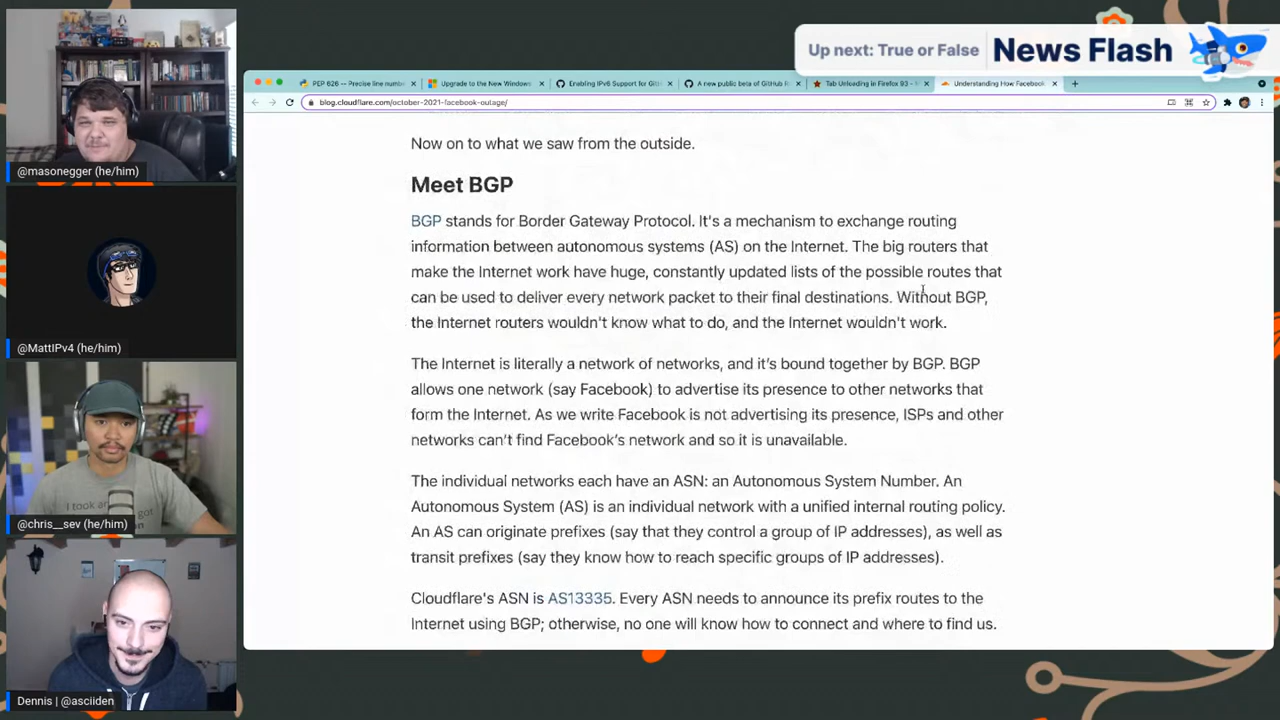 Up next: True or False
News Flash
PEP 626 -- Precise line numbe
Upgrade to the New Windows
Enabling IPv6 Support for Git
A new public beta of GitHub R
Tab Unloading in Firefox 93 -
Understanding How Facebook
blog.cloudflare.com/october-2021-facebook-outage/
Now on to what we saw from the outside.
Meet BGP
BGP stands for Border Gateway Protocol. It's a mechanism to exchange routing
information between autonomous systems (AS) on the Internet. The big routers that
make the Internet work have huge, constantly updated lists of the possible routes that
can be used to deliver every network packet to their final destinations. Without BGP,
the Internet routers wouldn't know what to do, and the Internet wouldn't work.
The Internet is literally a network of networks, and it's bound together by BGP. BGP
allows one network (say Facebook) to advertise its presence to other networks that
form the Internet. As we write Facebook is not advertising its presence, ISPs and other
networks can't find Facebook's network and so it is unavailable.
The individual networks each have an ASN: an Autonomous System Number. An
Autonomous System (AS) is an individual network with a unified internal routing policy.
An AS can originate prefixes (say that they control a group of IP addresses), as well as
transit prefixes (say they know how to reach specific groups of IP addresses).
Cloudflare's ASN is AS13335. Every ASN needs to announce its prefix routes to the
Internet using BGP; otherwise, no one will know how to connect and where to find us.
@masonegger (he/him)
@MattIPv4 (he/him)
I took a
got
@chris__sev (he/him)
Dennis | @asciiden